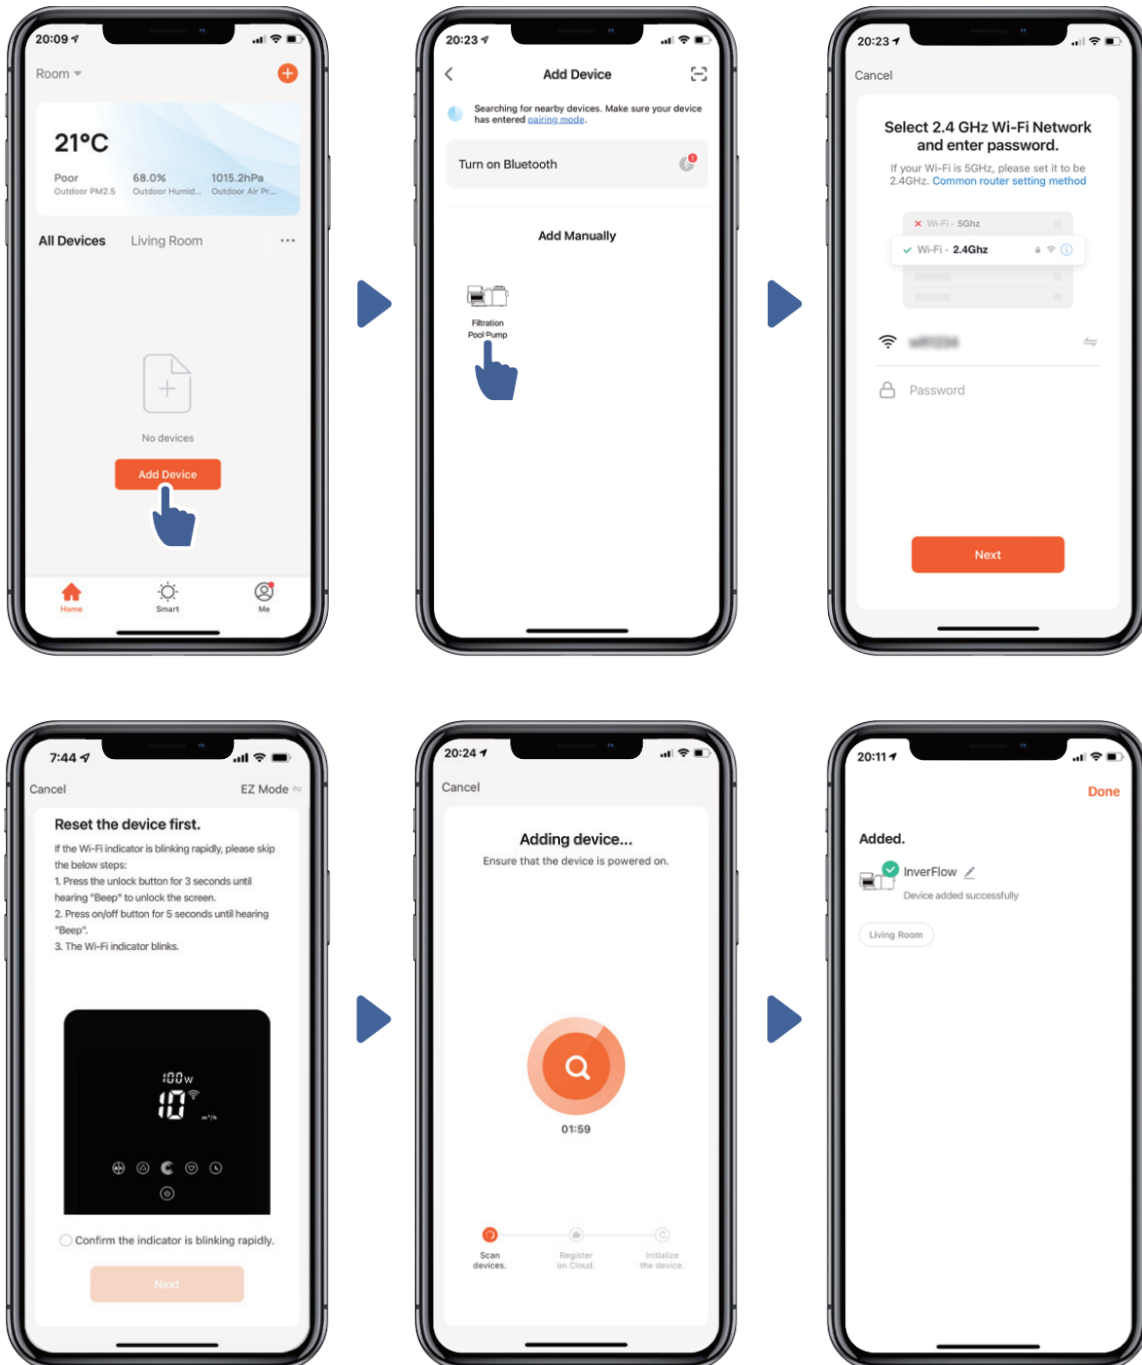 20:09
Room
21°C
Poor
68.0%
1015.2hPa
Outdoor PM2.5
Outdoor Humid...
Outdoor Air Pr...
All Devices
Living Room
...
No devices
Add Device
Home
Smart
Me
20:23
Add Device
Searching for nearby devices. Make sure your device
has entered pairing mode.
Turn on Bluetooth
Add Manually
Filtration
Pool Pump
20:23
Cancel
Select 2.4 GHz Wi-Fi Network
and enter password.
If your Wi-Fi is 5GHz, please set it to be
2.4GHz. Common router setting method
Wi-Fi - 5Ghz
Wi-Fi - 2.4Ghz
Password
Next
7:44
Cancel
EZ Mode
Reset the device first.
If the Wi-Fi indicator is blinking rapidly, please skip
the below steps:
1. Press the unlock button for 3 seconds until
hearing "Beep" to unlock the screen.
2. Press on/off button for 5 seconds until hearing
"Beep".
3. The Wi-Fi indicator blinks.
100w
10
m³/h
Confirm the indicator is blinking rapidly.
Next
20:24
Cancel
Adding device...
Ensure that the device is powered on.
01:59
Scan
devices.
Register
on Cloud.
Initialize
the device.
20:11
Done
Added.
InverFlow
Device added successfully
Living Room